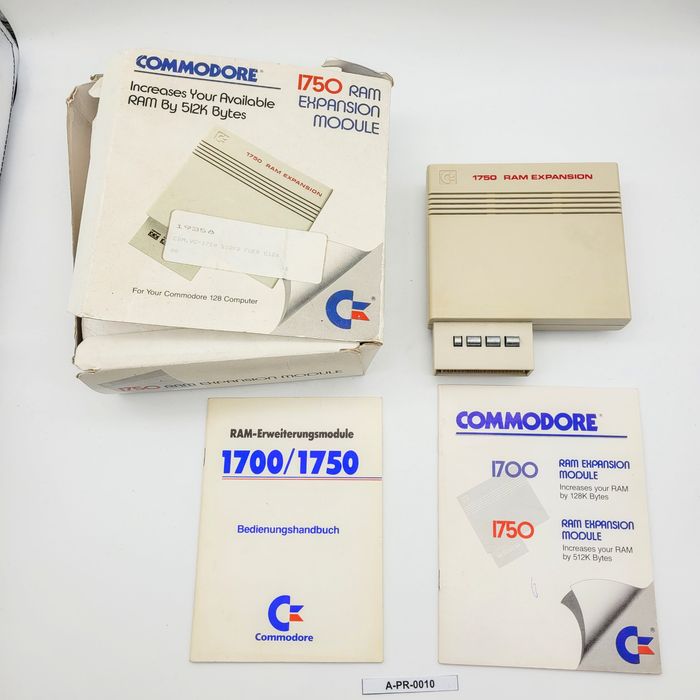 COMMODORE
1750 RAM
EXPANSION
MODULE
Increases Your Available
RAM By 512K Bytes
1750 RAM EXPANSION
19356
For Your Commodore 128 Computer
1750 RAM EXPANSION MODULE
1750 RAM EXPANSION
RAM-Erweiterungsmodule
1700/1750
Bedienungshandbuch
Commodore
COMMODORE
1700 RAM EXPANSION
MODULE
Increases your RAM
by 128K Bytes
1750 RAM EXPANSION
MODULE
Increases your RAM
by 512K Bytes
A-PR-0010